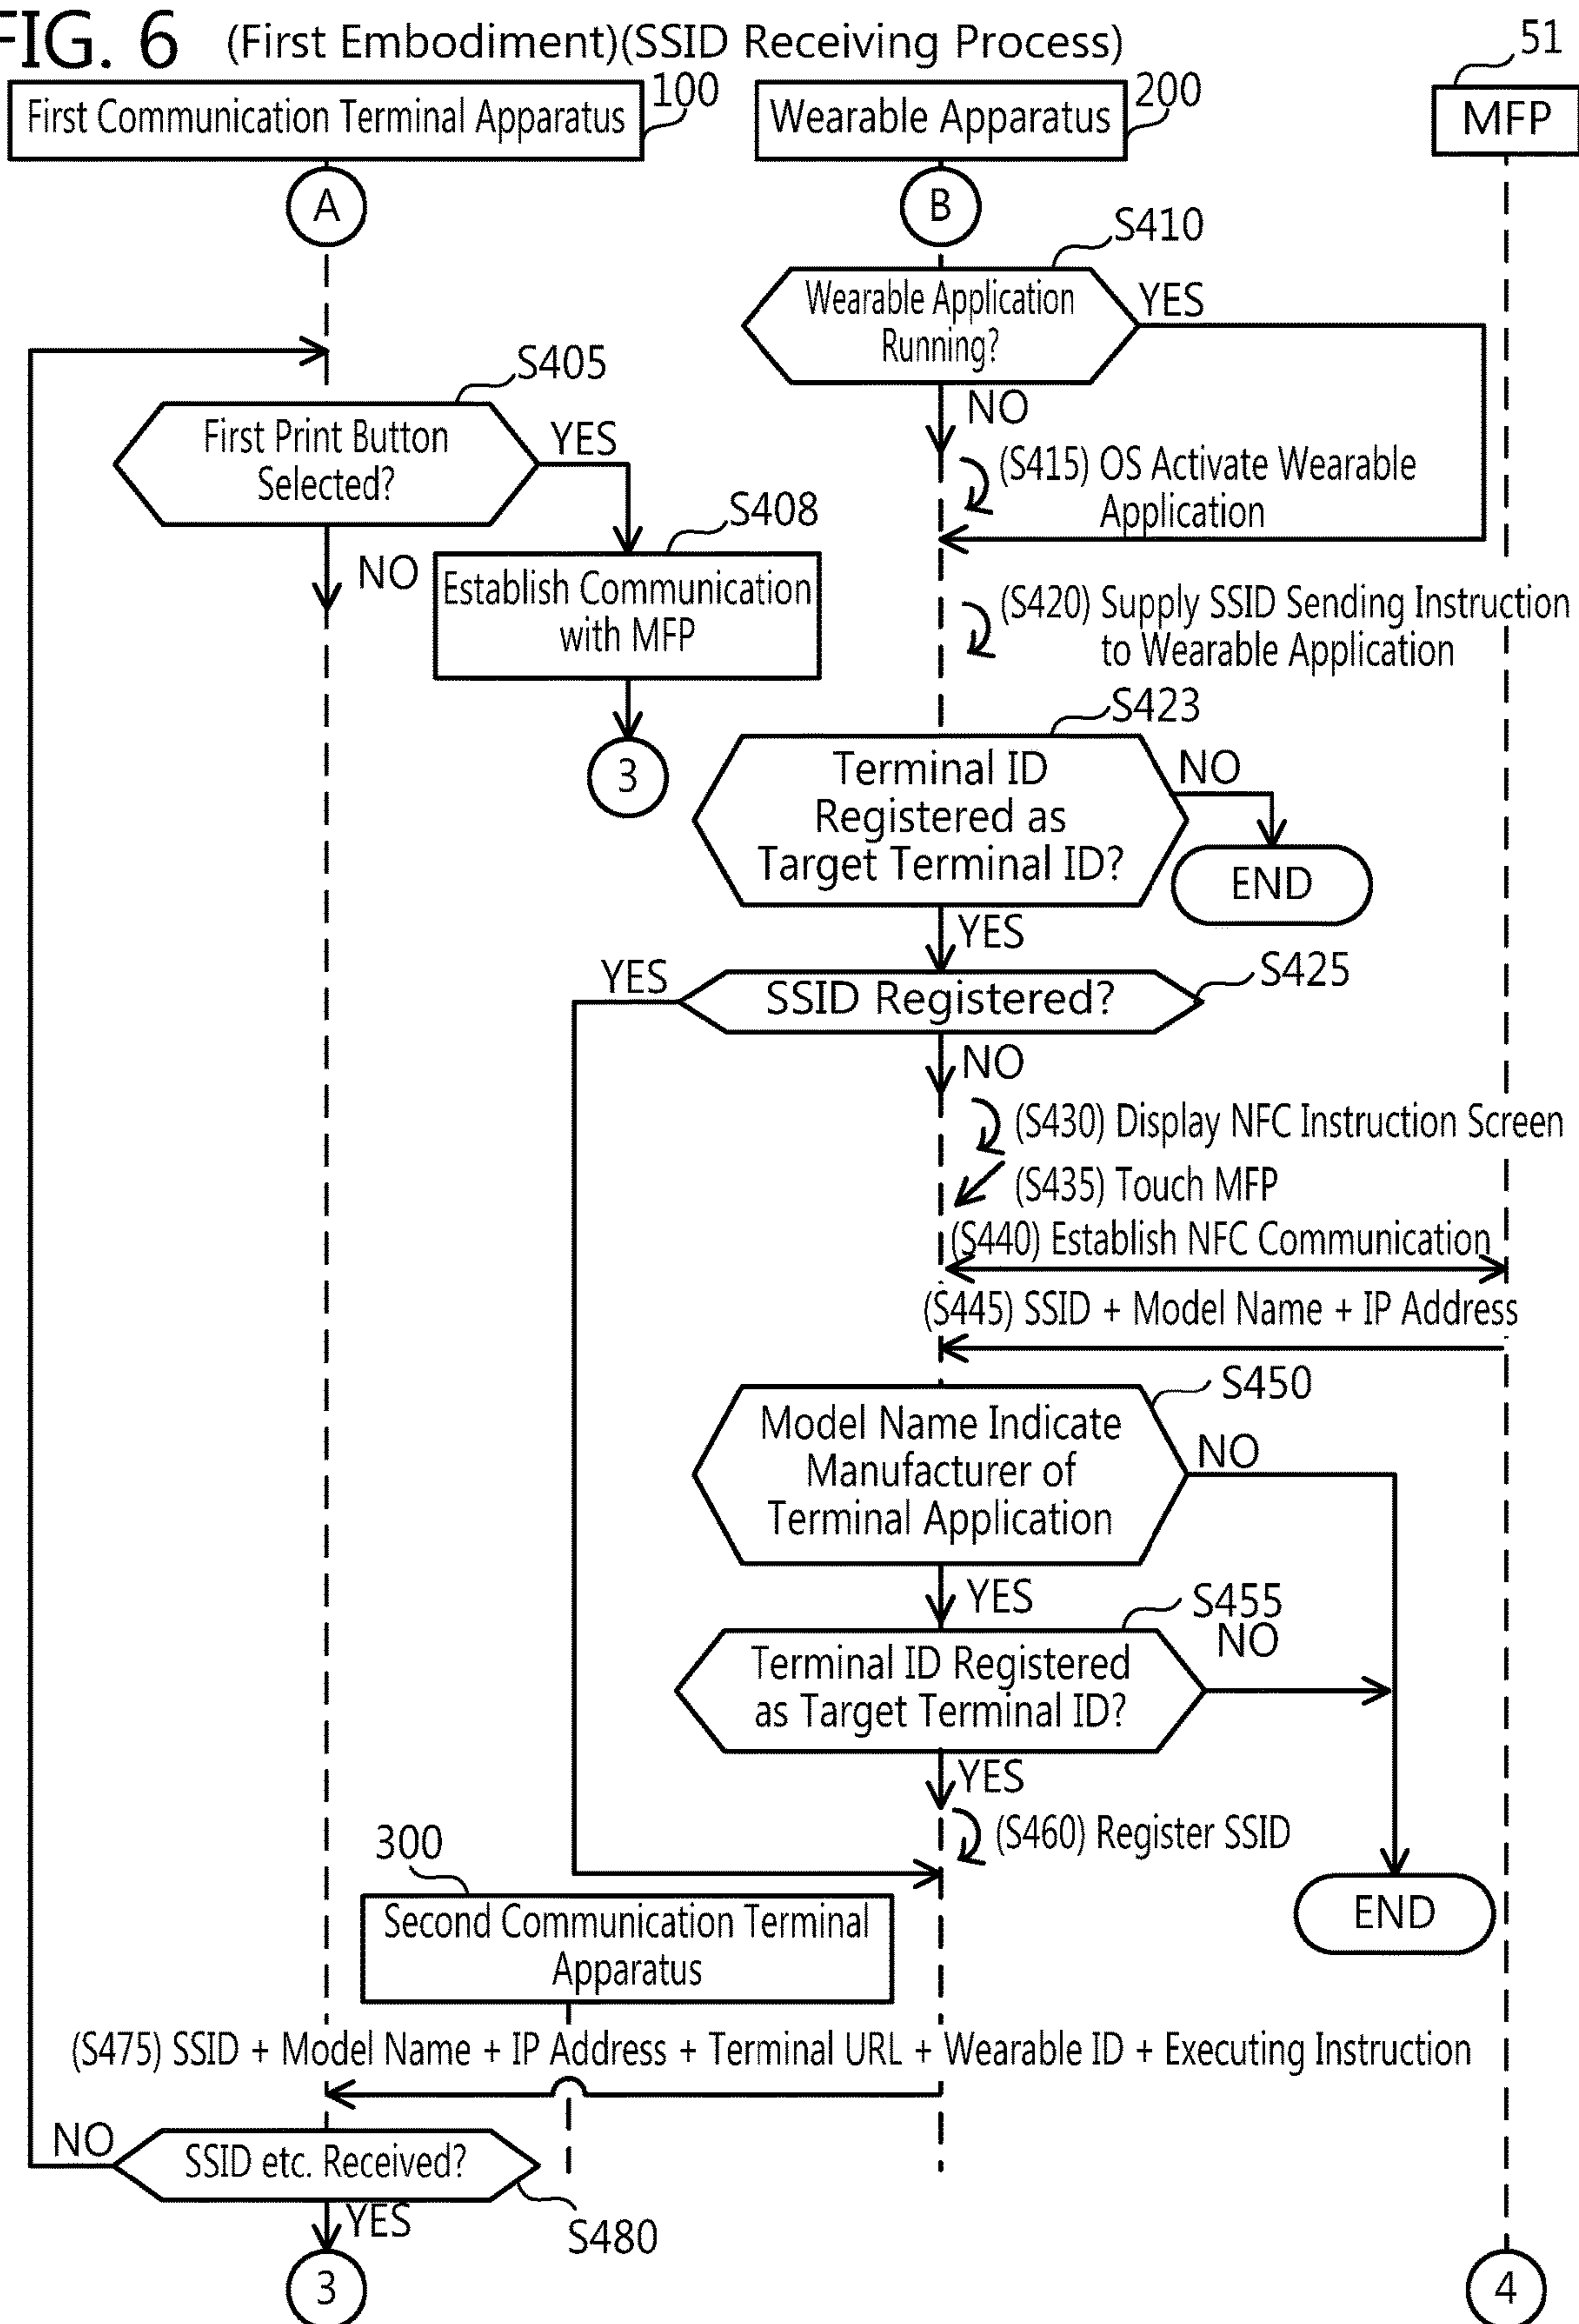 FIG. 6 (First Embodiment)(SSID Receiving Process)
51
First Communication Terminal Apparatus
100
Wearable Apparatus
200
MFP
A
B
S410
Wearable Application
Running?
YES
NO
S405
First Print Button
Selected?
YES
NO
(S415) OS Activate Wearable
Application
S408
Establish Communication
with MFP
3
(S420) Supply SSID Sending Instruction
to Wearable Application
S423
Terminal ID
Registered as
Target Terminal ID?
NO
END
YES
YES
SSID Registered?
S425
NO
(S430) Display NFC Instruction Screen
(S435) Touch MFP
(S440) Establish NFC Communication
(S445) SSID + Model Name + IP Address
S450
Model Name Indicate
Manufacturer of
Terminal Application
NO
YES
S455
NO
Terminal ID Registered
as Target Terminal ID?
YES
(S460) Register SSID
300
END
Second Communication Terminal
Apparatus
(S475) SSID + Model Name + IP Address + Terminal URL + Wearable ID + Executing Instruction
NO
SSID etc. Received?
YES
S480
3
4